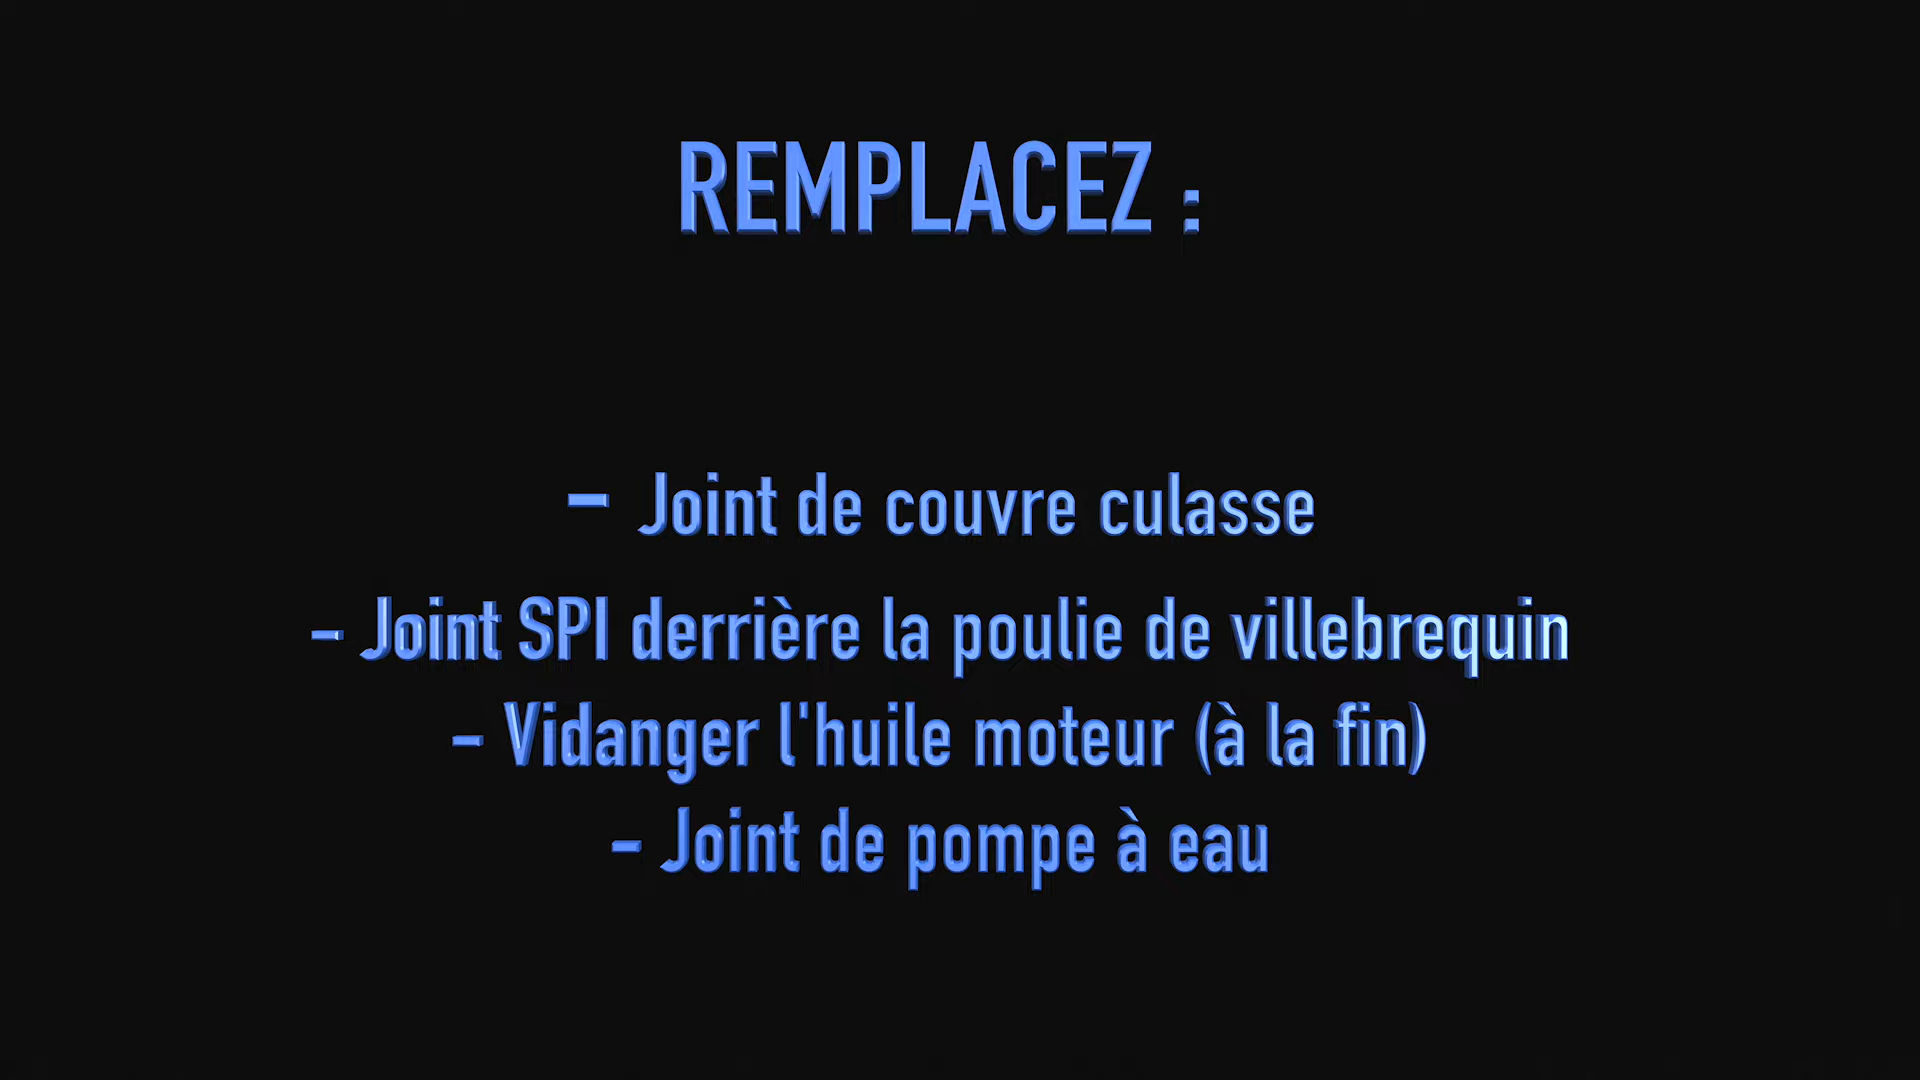 REMPLACEZ :
- Joint de couvre culasse
- Joint SPI derrière la poulie de villebrequin
- Vidanger l'huile moteur (à la fin)
- Joint de pompe à eau